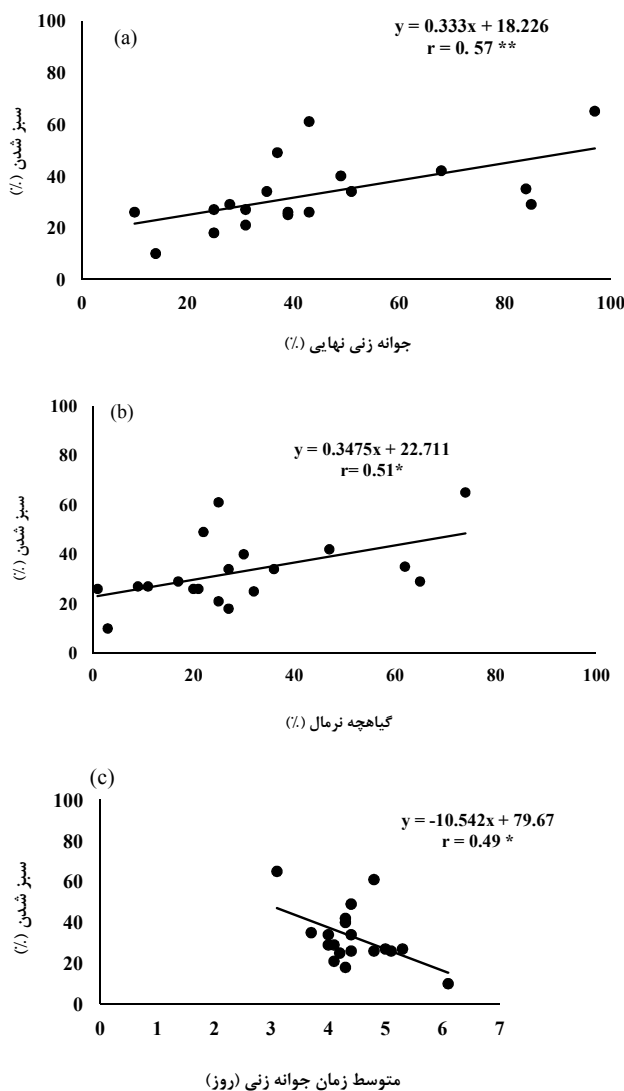 (a)
y = 0.333x + 18.226
r = 0. 57 **
100
80
60
40
20
0
سبز شدن (٪)
0 20 40 60 80 100
جوانه زنی نهایی (٪)
(b)
y = 0.3475x + 22.711
r= 0.51*
100
80
60
40
20
0
سبز شدن (٪)
0 20 40 60 80 100
گیاهچه نرمال (٪)
(c)
y = -10.542x + 79.67
r = 0.49 *
100
80
60
40
20
0
سبز شدن (٪)
0 1 2 3 4 5 6 7
متوسط زمان جوانه زنی (روز)